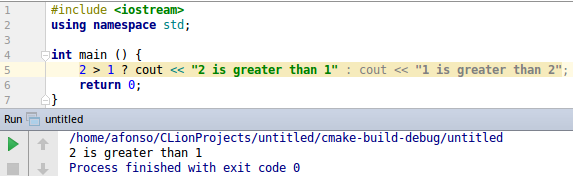 1 #include <iostream>
2 using namespace std;
3
4 int main () {
5 2 > 1 ? cout << "2 is greater than 1" : cout << "1 is greater than 2";
6 return 0;
7 }
Run untitled
/home/afonso/CLionProjects/untitled/cmake-build-debug/untitled
2 is greater than 1
Process finished with exit code 0